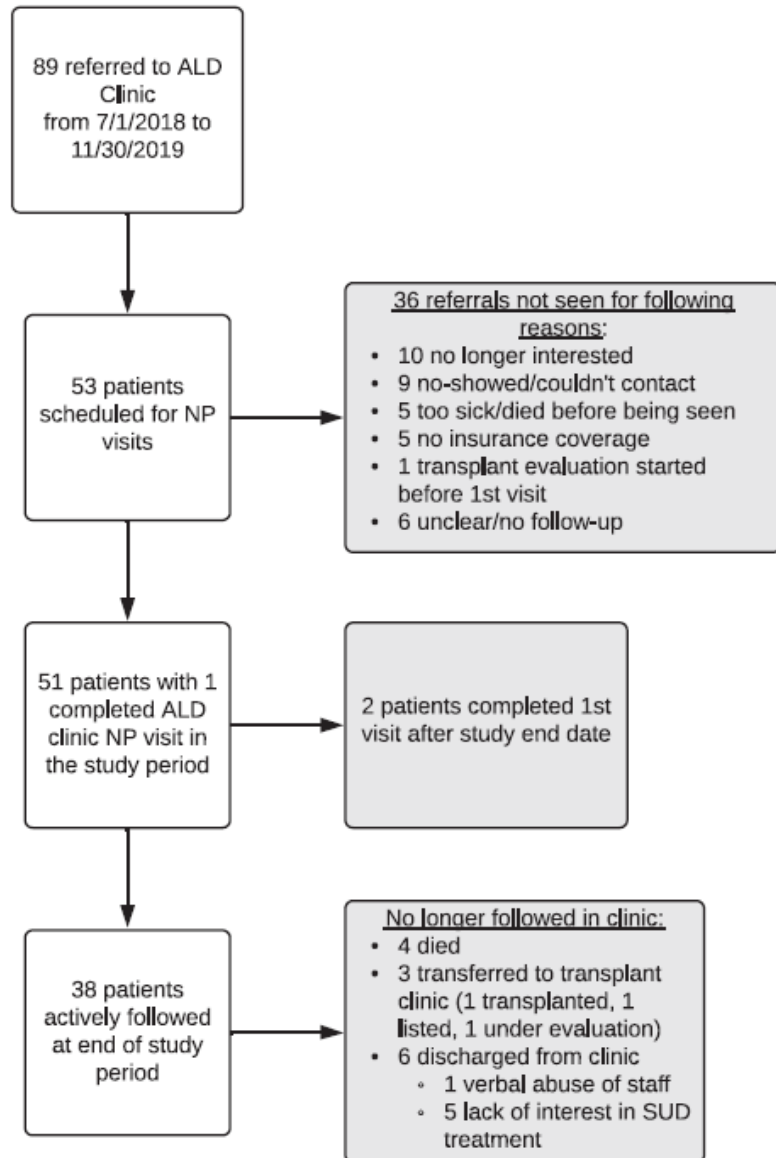 89 referred to ALD
Clinic
from 7/1/2018 to
11/30/2019
53 patients
scheduled for NP
visits
36 referrals not seen for following
reasons:
• 10 no longer interested
• 9 no-showed/couldn't contact
• 5 too sick/died before being seen
• 5 no insurance coverage
• 1 transplant evaluation started
before 1st visit
• 6 unclear/no follow-up
51 patients with 1
completed ALD
clinic NP visit in
the study period
2 patients completed 1st
visit after study end date
38 patients
actively followed
at end of study
period
No longer followed in clinic:
• 4 died
• 3 transferred to transplant
clinic (1 transplanted, 1
listed, 1 under evaluation)
• 6 discharged from clinic
◦ 1 verbal abuse of staff
◦ 5 lack of interest in SUD
treatment